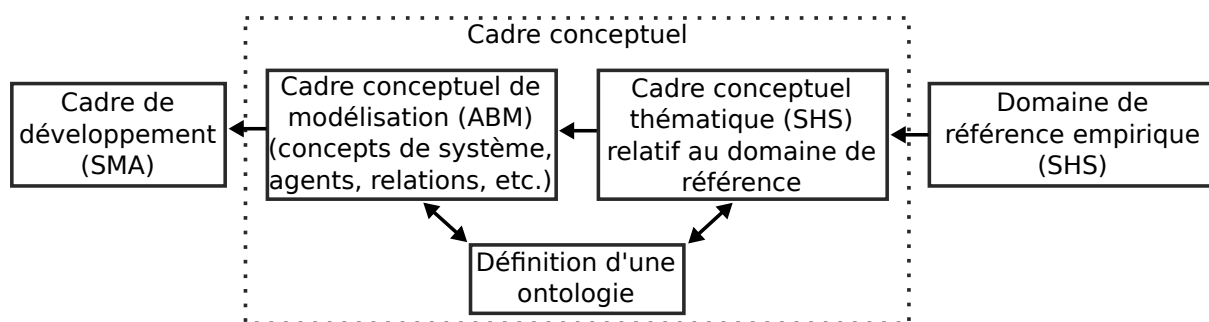 Cadre conceptuel
Cadre de
développement
(SMA)
Cadre conceptuel de
modélisation (ABM)
(concepts de système,
agents, relations, etc.)
Cadre conceptuel
thématique (SHS)
relatif au domaine de
référence
Domaine de
référence empirique
(SHS)
Définition d'une
ontologie